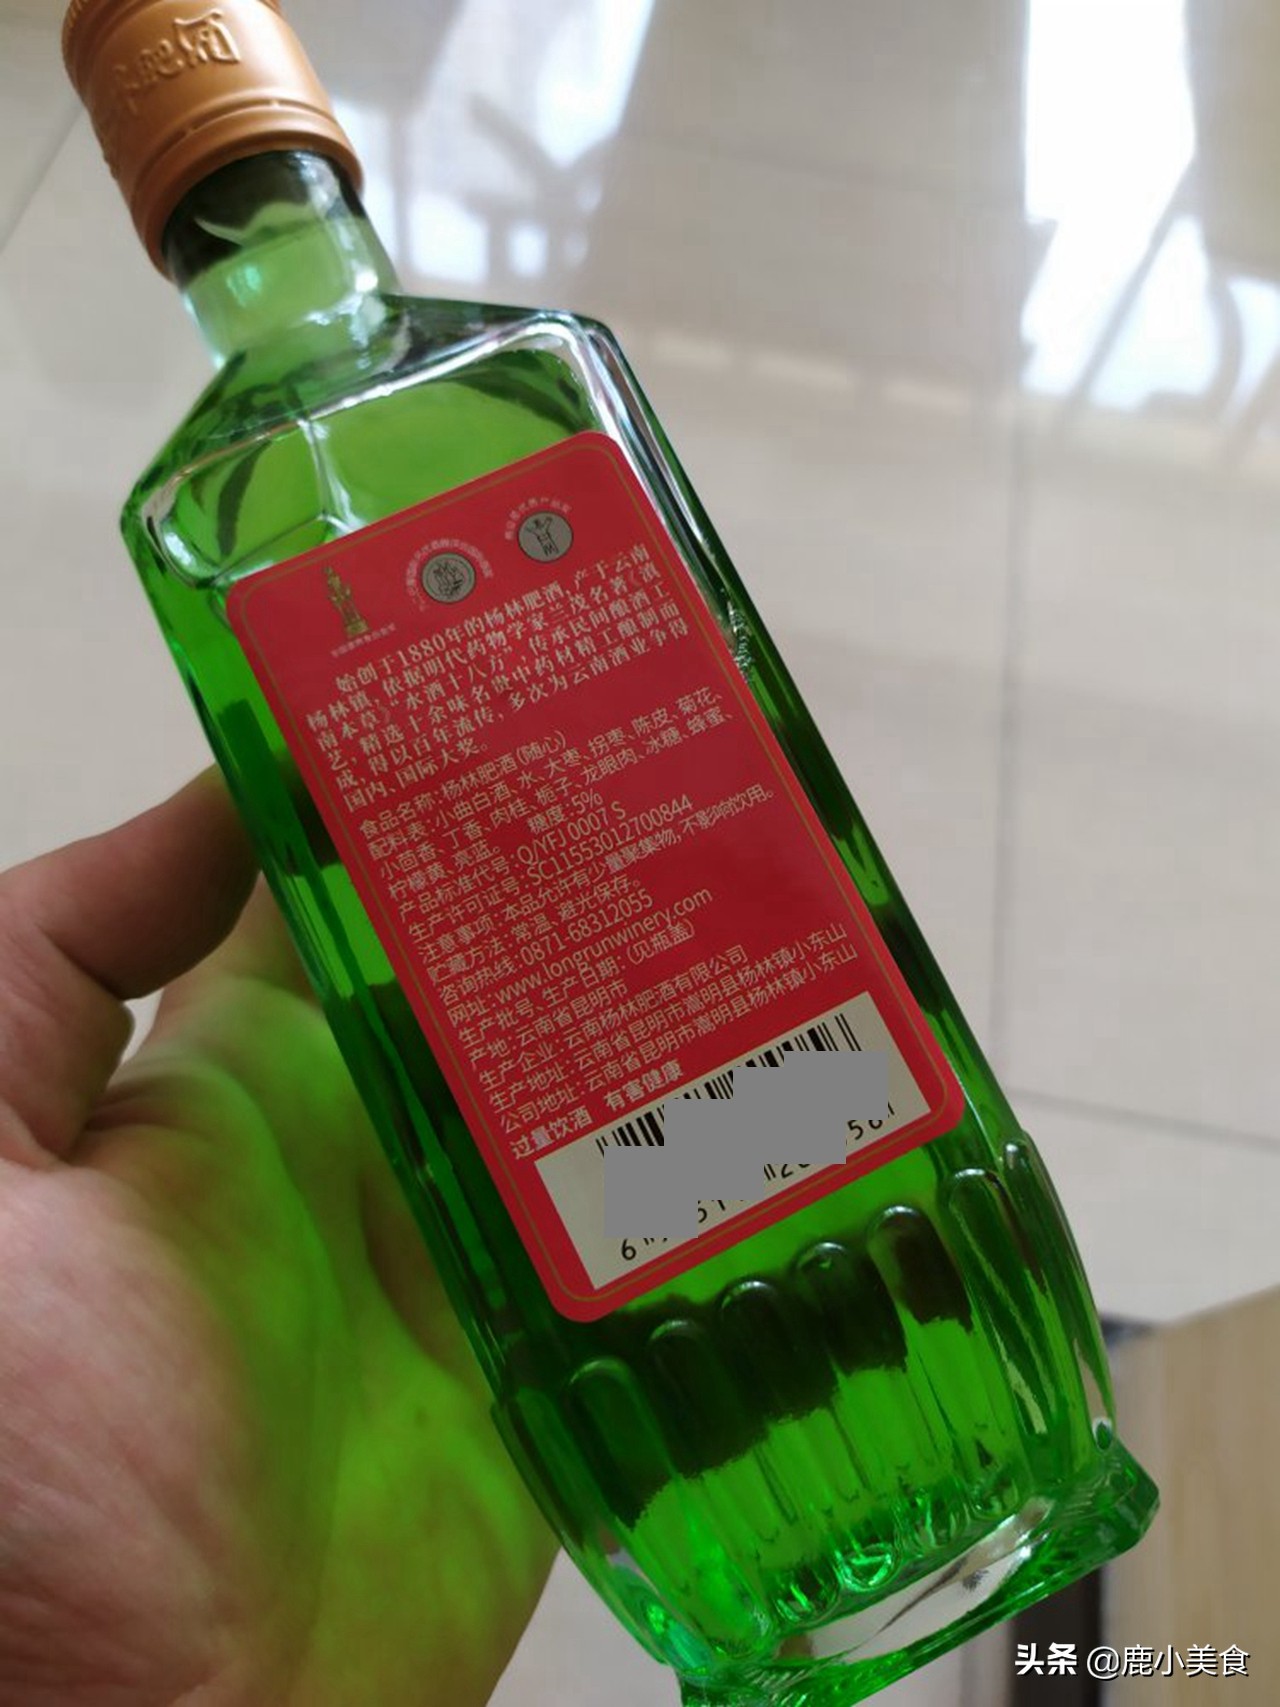 始创于1880年的杨林肥酒,产于云南
杨林镇,依据明代药物学家兰茂名著《滇
南本草》“水酒十八方”,传承民间酿酒工
艺,精选十余味名贵中药材精工酿制而
成,得以百年流传,多次为云南酒业争得
国内、国际大奖。
食品名称:杨林肥酒(随心)
配料表:小曲白酒、水、大枣、拐枣、陈皮、菊花、
小茴香、丁香、肉桂、栀子、龙眼肉、冰糖、蜂蜜、
柠檬黄、亮蓝。 糖度:5%
产品标准代号:Q/YFJ 0007 S
生产许可证号:SC11553012700844
注意事项:本品允许有少量聚集物,不影响饮用。
贮藏方法:常温、避光保存。
咨询热线:0871-68312055
网址:www.longrunwinery.com
生产批号、生产日期:(见瓶盖)
产地:云南省昆明市
生产企业:云南杨林肥酒有限公司
生产地址:云南省昆明市嵩明县杨林镇小东山
公司地址:云南省昆明市嵩明县杨林镇小东山
过量饮酒 有害健康
头条 @鹿小美食